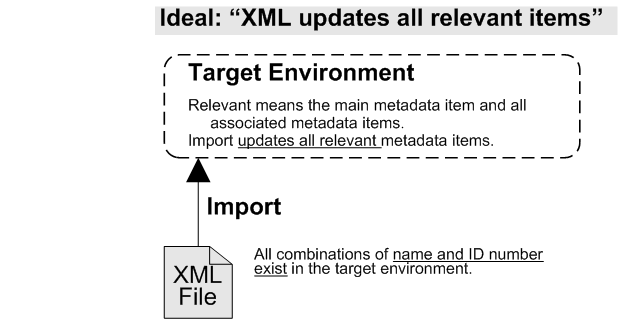 Ideal: “XML updates all relevant items”
Target Environment
Relevant means the main metadata item and all
associated metadata items.
Import updates all relevant metadata items.
Import
All combinations of name and ID number
exist in the target environment.
XML
File